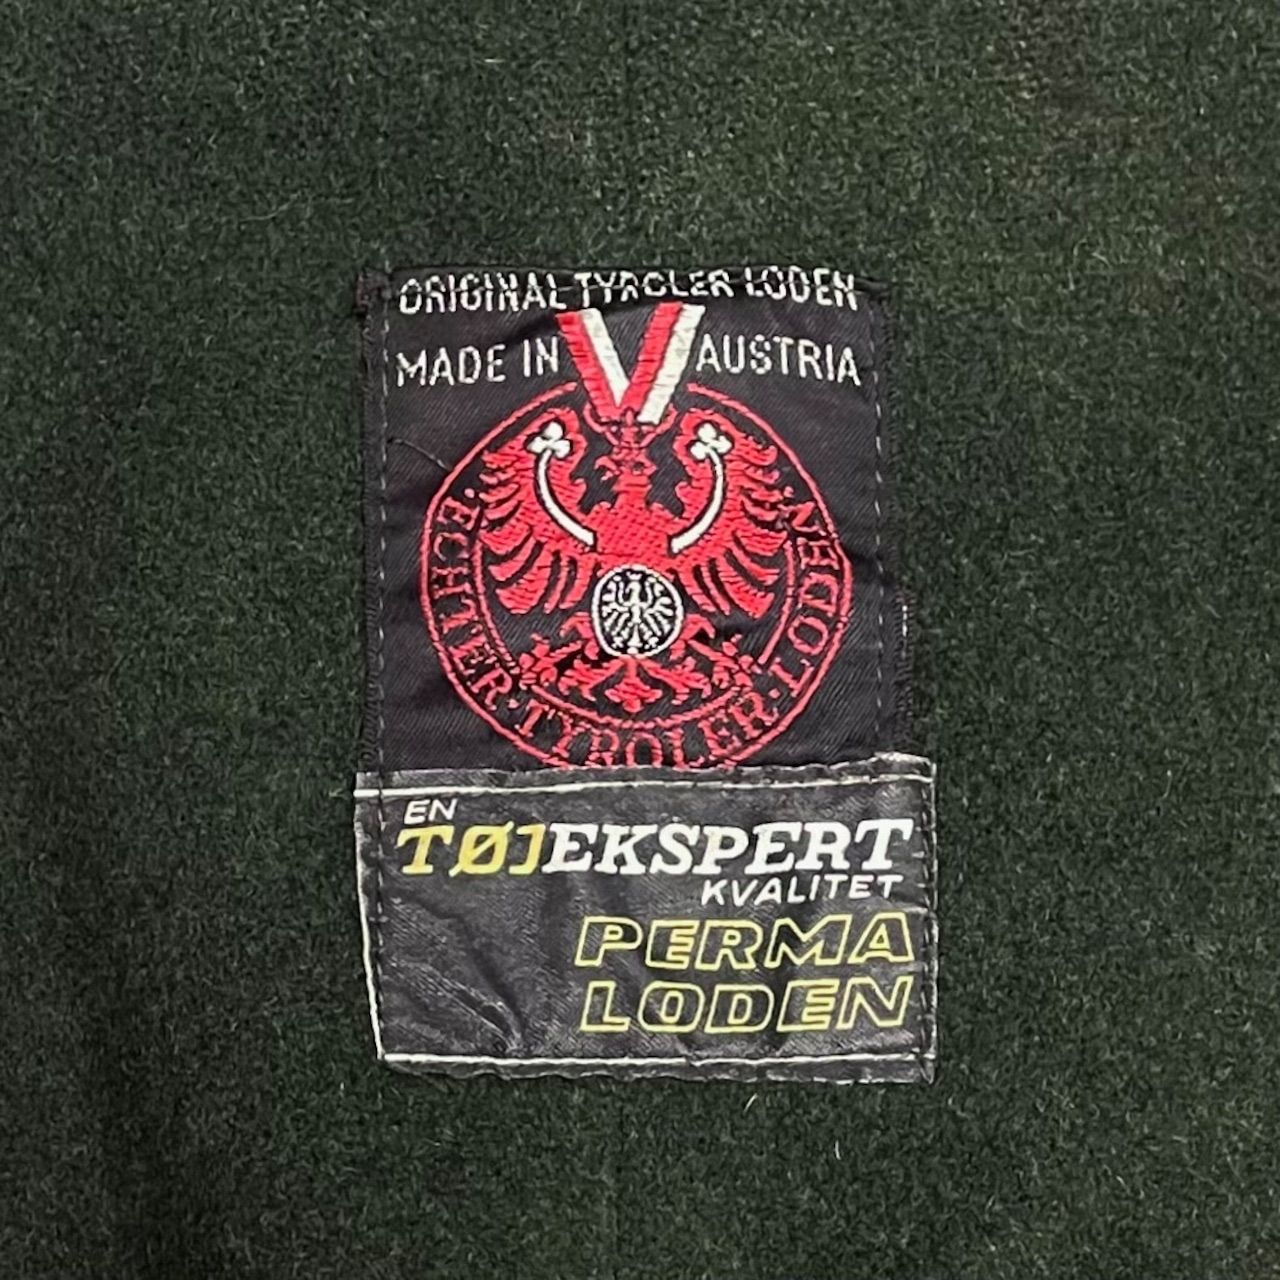 ORIGINAL TYROLER LODEN
MADE IN AUSTRIA
ECHTER·TYROLER·LODEN
EN
TØJEKSPERT
KVALITET
PERMA
LODEN